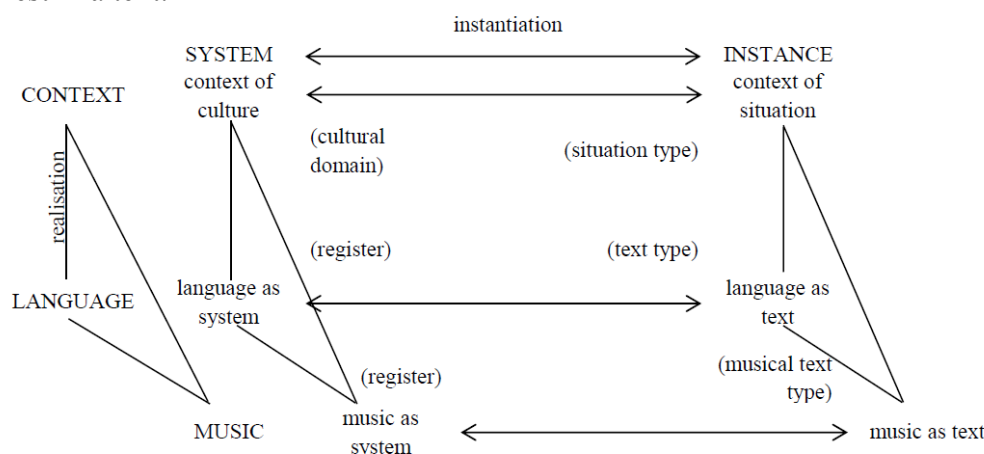 instantiation
SYSTEM
INSTANCE
context of
culture
context of
situation
CONTEXT
(cultural
domain)
(situation type)
realisation
(register)
(text type)
LANGUAGE
language as
system
language as
text
(register)
(musical text
type)
MUSIC
music as
system
music as text